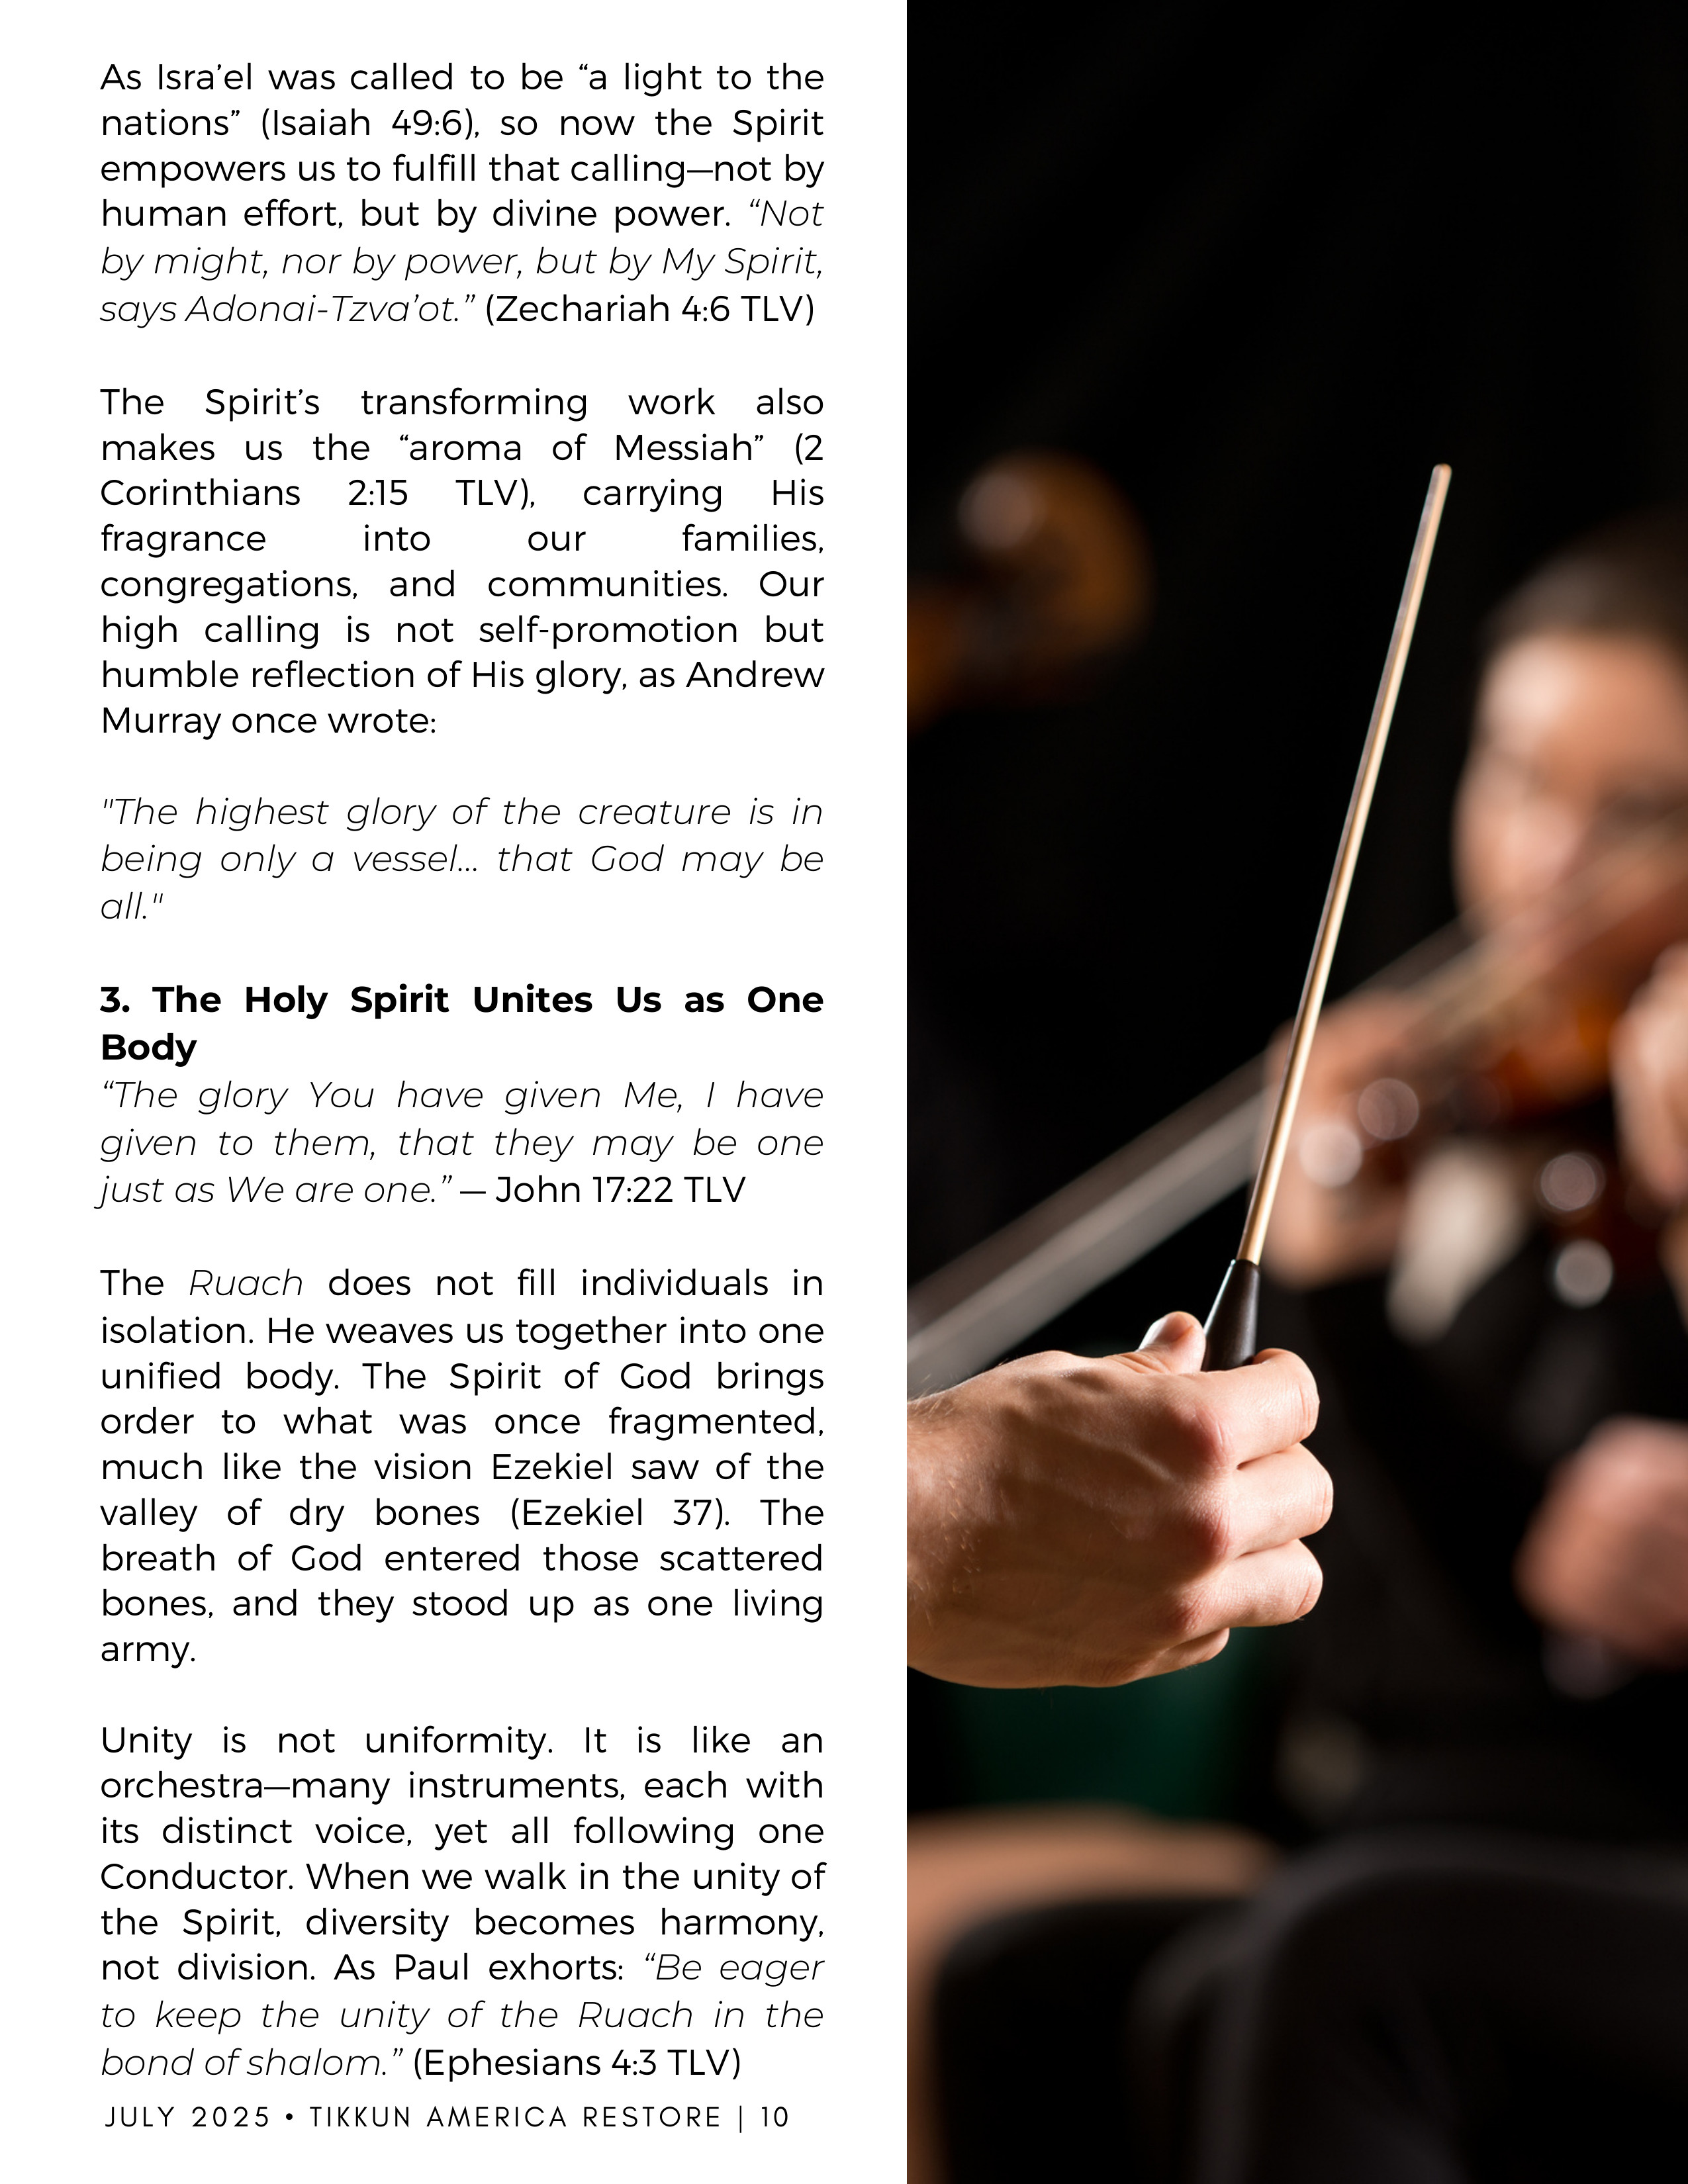 As Isra’el was called to be “a light to the
nations” (Isaiah 49:6), so now the Spirit
empowers us to fulfill that calling—not by
human effort, but by divine power. “Not
by might, nor by power, but by My Spirit,
says Adonai-Tzva’ot.” (Zechariah 4:6 TLV)
The Spirit’s transforming work also
makes us the “aroma of Messiah” (2
Corinthians 2:15 TLV), carrying His
fragrance into our families,
congregations, and communities. Our
high calling is not self-promotion but
humble reflection of His glory, as Andrew
Murray once wrote:
"The highest glory of the creature is in
being only a vessel... that God may be
all."
3. The Holy Spirit Unites Us as One
Body
“The glory You have given Me, I have
given to them, that they may be one
just as We are one.” — John 17:22 TLV
The Ruach does not fill individuals in
isolation. He weaves us together into one
unified body. The Spirit of God brings
order to what was once fragmented,
much like the vision Ezekiel saw of the
valley of dry bones (Ezekiel 37). The
breath of God entered those scattered
bones, and they stood up as one living
army.
Unity is not uniformity. It is like an
orchestra—many instruments, each with
its distinct voice, yet all following one
Conductor. When we walk in the unity of
the Spirit, diversity becomes harmony,
not division. As Paul exhorts: “Be eager
to keep the unity of the Ruach in the
bond of shalom.” (Ephesians 4:3 TLV)
JULY 2025 • TIKKUN AMERICA RESTORE | 10